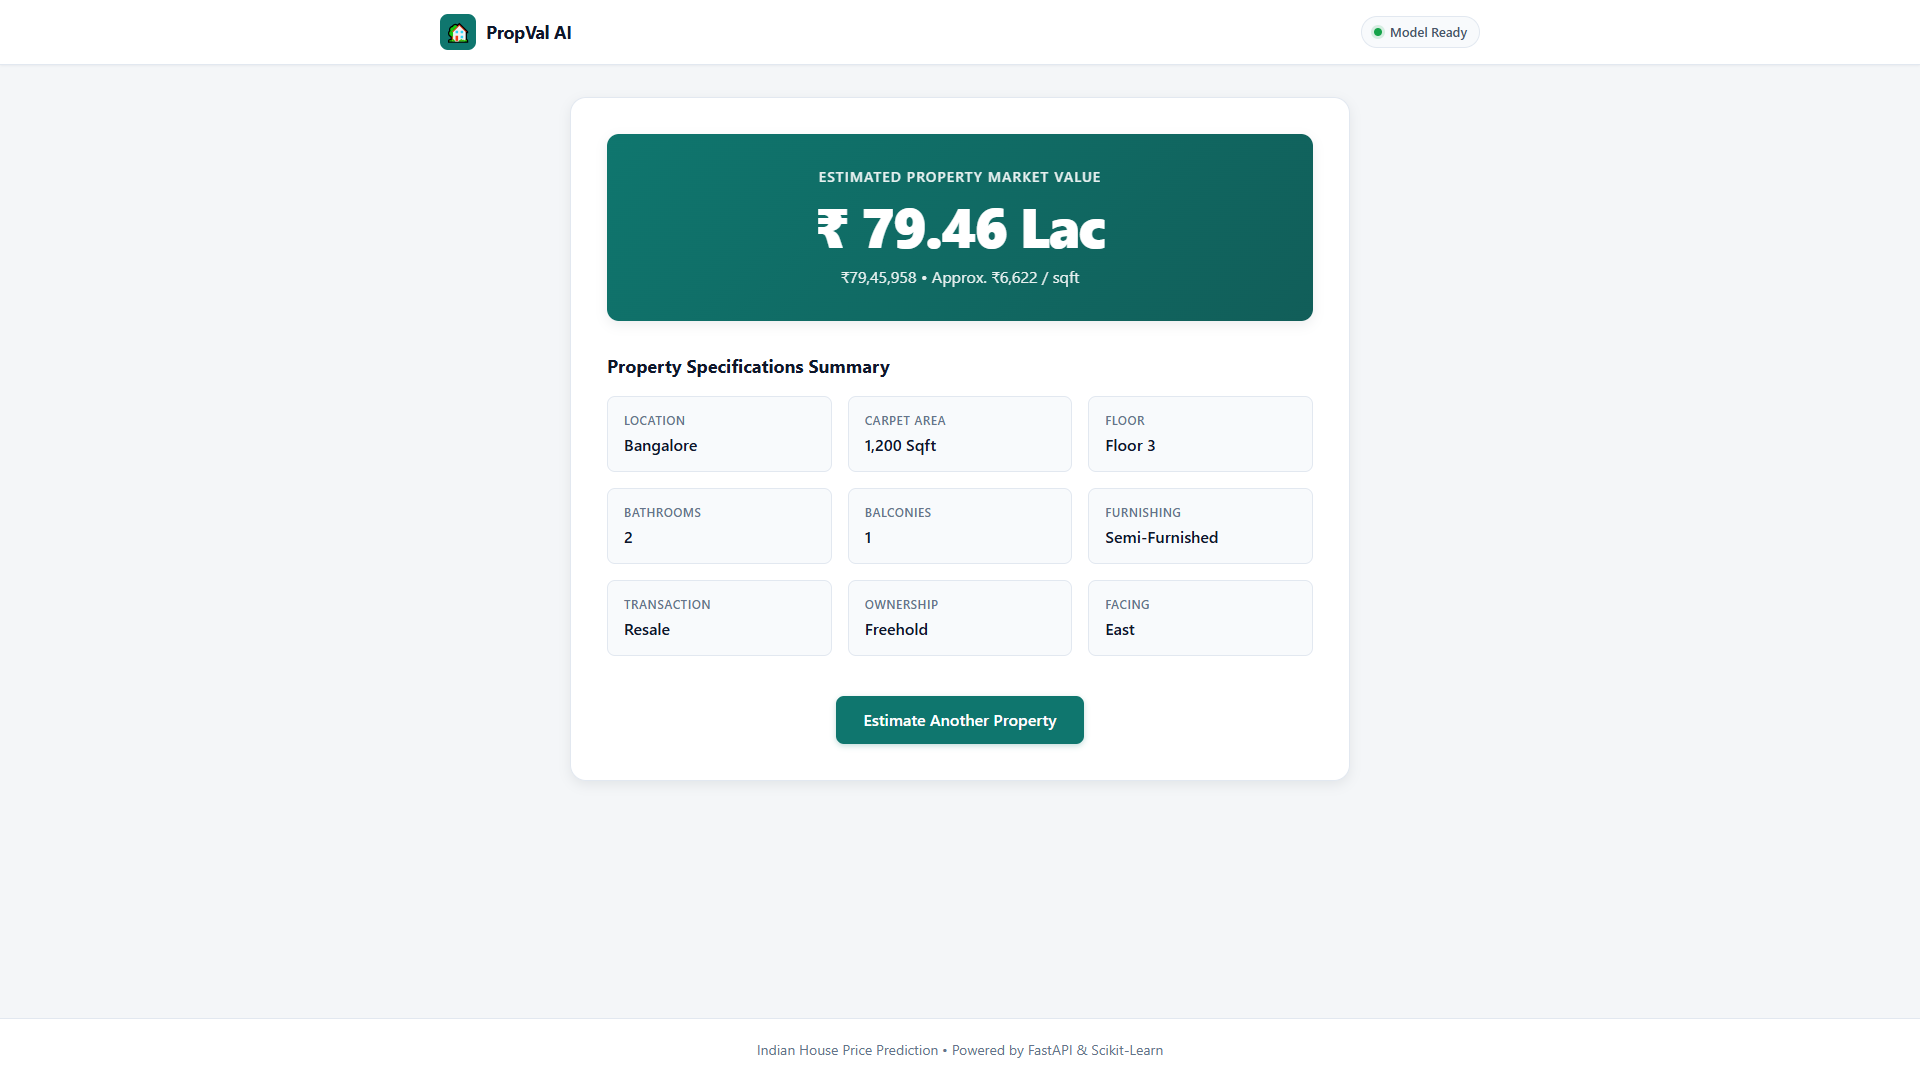 PropVal AI
Model Ready
ESTIMATED PROPERTY MARKET VALUE
₹ 79.46 Lac
₹79,45,958 • Approx. ₹6,622 / sqft
Property Specifications Summary
LOCATION
Bangalore
CARPET AREA
1,200 Sqft
FLOOR
Floor 3
BATHROOMS
2
BALCONIES
1
FURNISHING
Semi-Furnished
TRANSACTION
Resale
OWNERSHIP
Freehold
FACING
East
Estimate Another Property
Indian House Price Prediction • Powered by FastAPI & Scikit-Learn